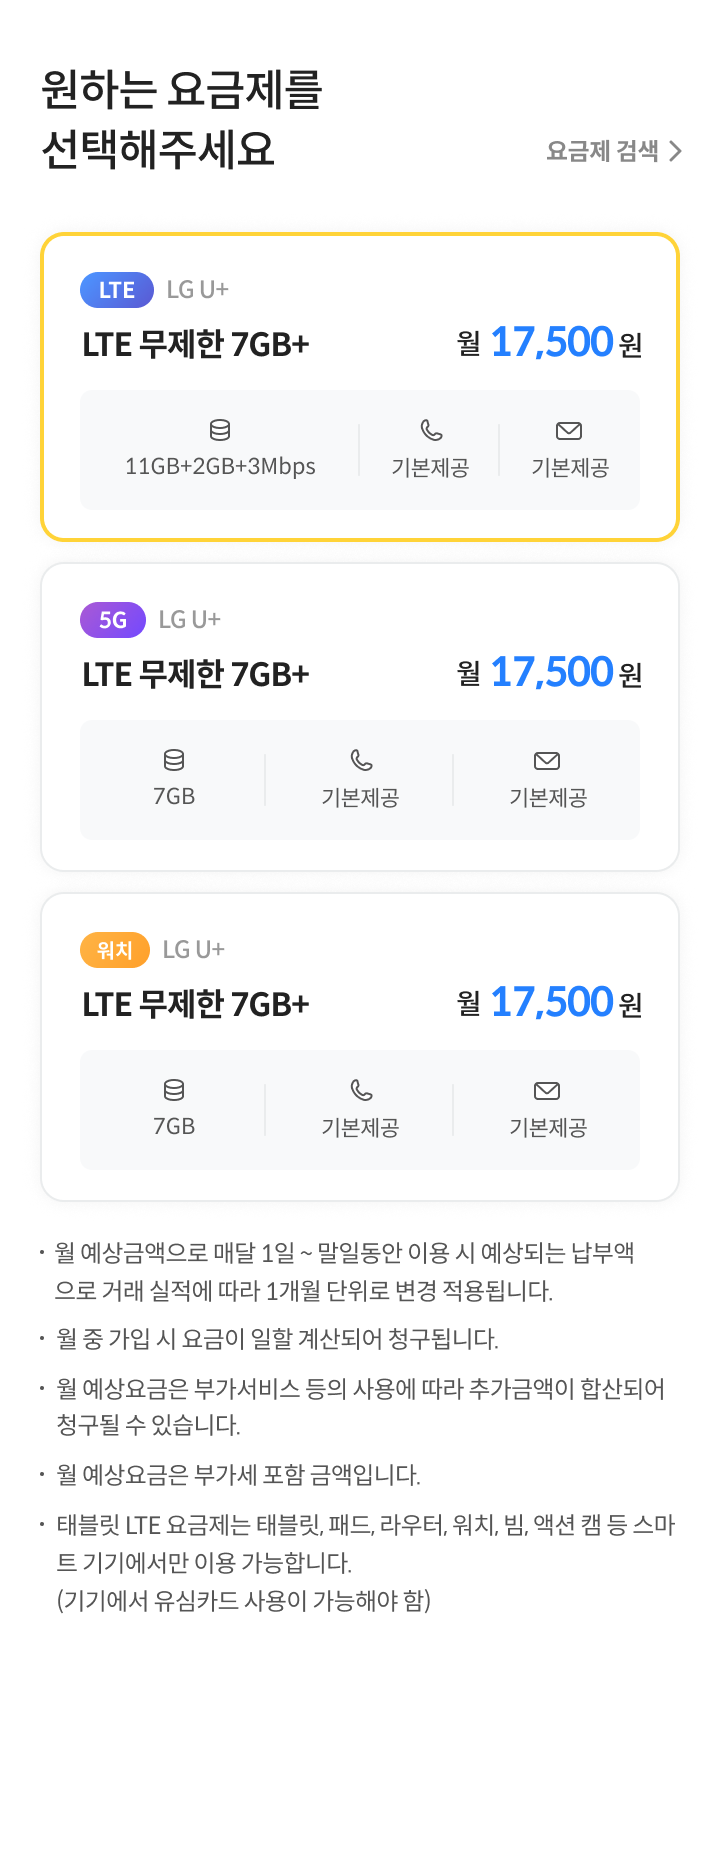 원하는 요금제를
선택해주세요
요금제 검색
LTE LG U+
LTE 무제한 7GB+ 월 17,500 원
11GB+2GB+3Mbps 기본제공 기본제공
5G LG U+
LTE 무제한 7GB+ 월 17,500 원
7GB 기본제공 기본제공
워치 LG U+
LTE 무제한 7GB+ 월 17,500 원
7GB 기본제공 기본제공
· 월 예상금액으로 매달 1일 ~ 말일동안 이용 시 예상되는 납부액
으로 거래 실적에 따라 1개월 단위로 변경 적용됩니다.
· 월 중 가입 시 요금이 일할 계산되어 청구됩니다.
· 월 예상요금은 부가서비스 등의 사용에 따라 추가금액이 합산되어
청구될 수 있습니다.
· 월 예상요금은 부가세 포함 금액입니다.
· 태블릿 LTE 요금제는 태블릿, 패드, 라우터, 워치, 빔, 액션 캠 등 스마
트 기기에서만 이용 가능합니다.
(기기에서 유심카드 사용이 가능해야 함)